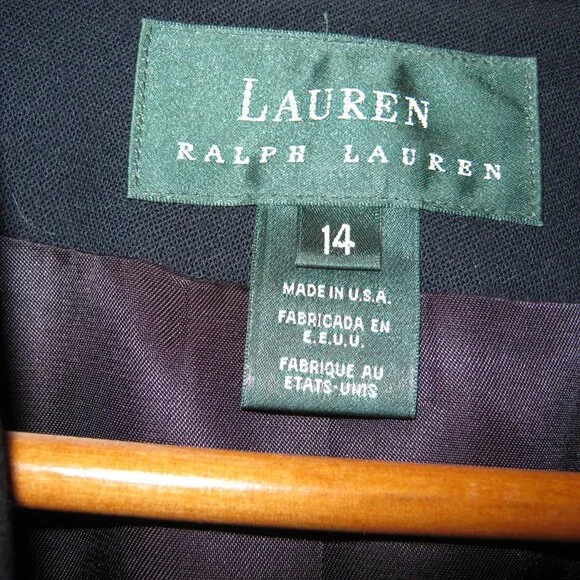 LAUREN
RALPH LAUREN
14
MADE IN U.S.A.
FABRICADA EN
E.E.U.U.
FABRIQUE AU
ETATS-UNIS